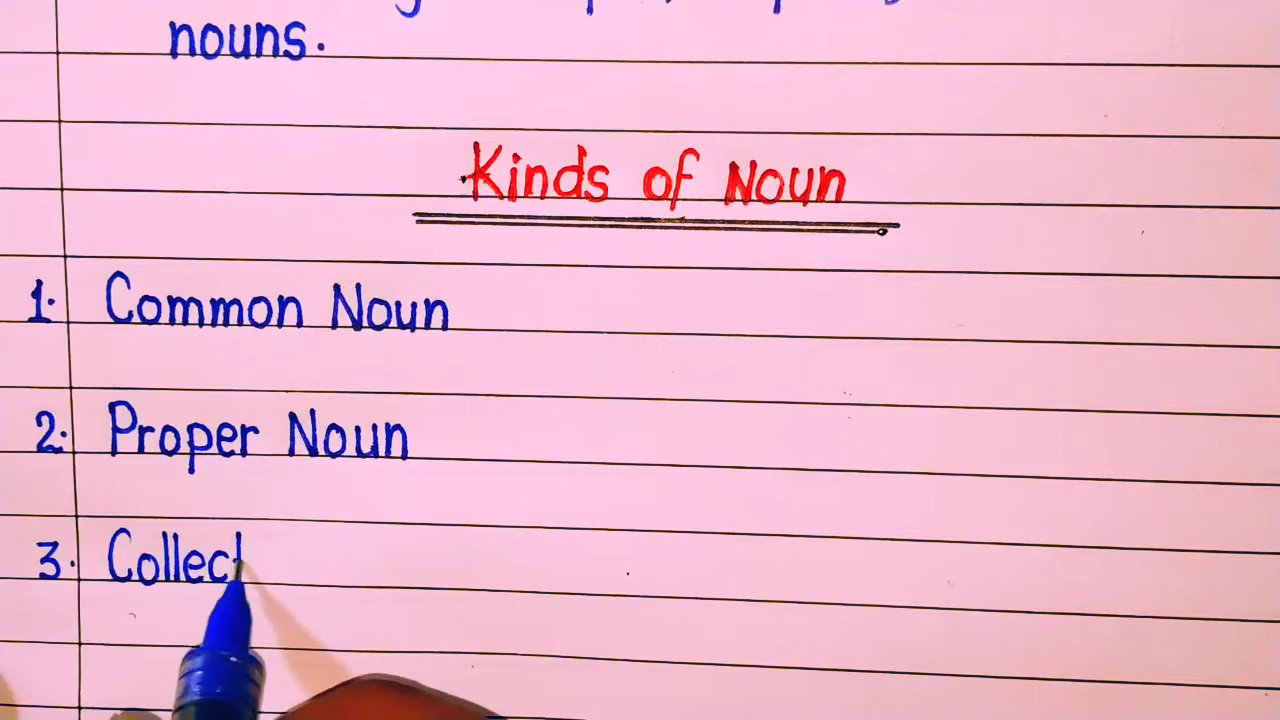 nouns.
Kinds of Noun
1. Common Noun
2. Proper Noun
3. Collect